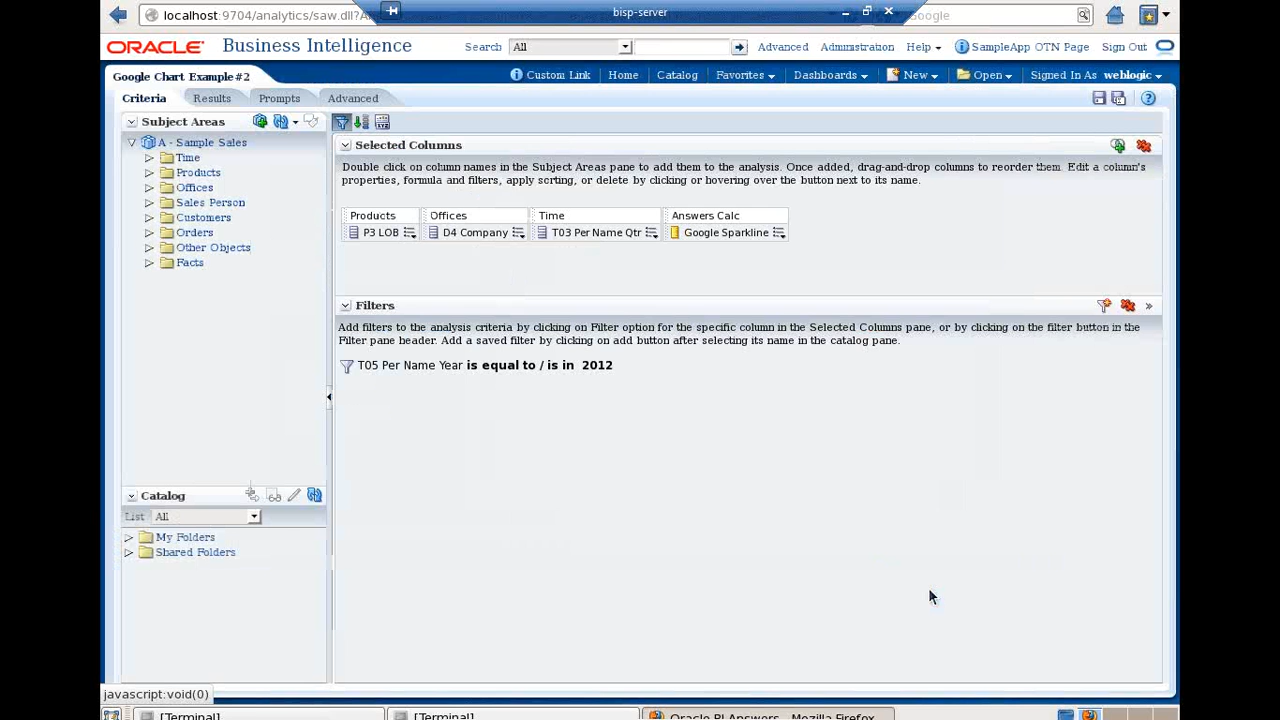 bisp-server
localhost:9704/analytics/saw.dll?
Google
ORACLE Business Intelligence
Search All Advanced Administration Help SampleApp OTN Page Sign Out
Google Chart Example#2
Custom Link Home Catalog Favorites Dashboards New Open Signed In As weblogic
Criteria Results Prompts Advanced
Subject Areas
A - Sample Sales
Time
Products
Offices
Sales Person
Customers
Orders
Other Objects
Facts
Selected Columns
Double click on column names in the Subject Areas pane to add them to the analysis. Once added, drag-and-drop columns to reorder them. Edit a column's
properties, formula and filters, apply sorting, or delete by clicking or hovering over the button next to its name.
Products Offices Time Answers Calc
P3 LOB D4 Company T03 Per Name Qtr Google Sparkline
Filters
Add filters to the analysis criteria by clicking on Filter option for the specific column in the Selected Columns pane, or by clicking on the filter button in the
Filter pane header. Add a saved filter by clicking on add button after selecting its name in the catalog pane.
T05 Per Name Year is equal to / is in 2012
Catalog
List All
My Folders
Shared Folders
javascript:void(0)
[Terminal] [Terminal] Oracle BI Answers - Mozilla Firefox